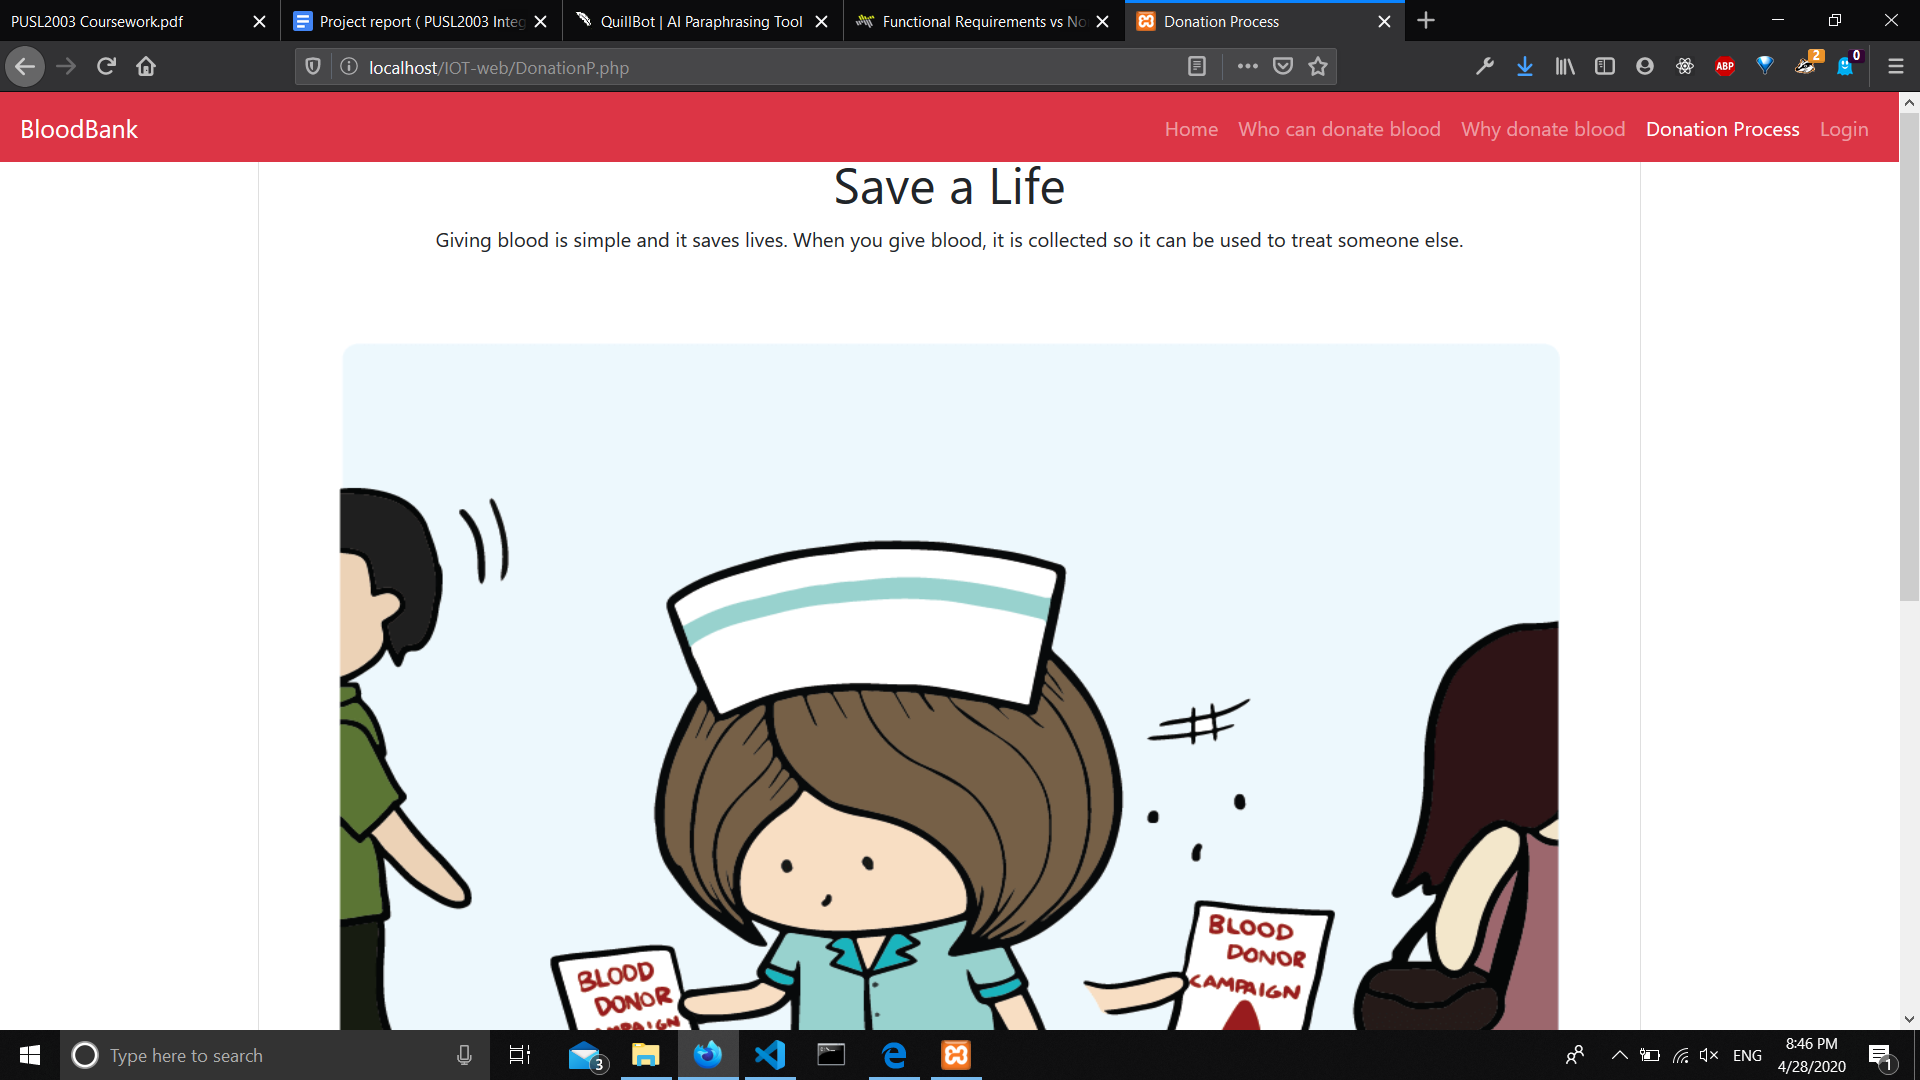 PUSL2003 Coursework.pdf
Project report ( PUSL2003 Integ
QuillBot | AI Paraphrasing Tool
Functional Requirements vs No
Donation Process
localhost/IOT-web/DonationP.php
ABP
2
0
BloodBank
Home
Who can donate blood
Why donate blood
Donation Process
Login
Save a Life
Giving blood is simple and it saves lives. When you give blood, it is collected so it can be used to treat someone else.
BLOOD
DONOR
CAMPAIGN
BLOOD
DONOR
Type here to search
3
ENG
8:46 PM
4/28/2020
1